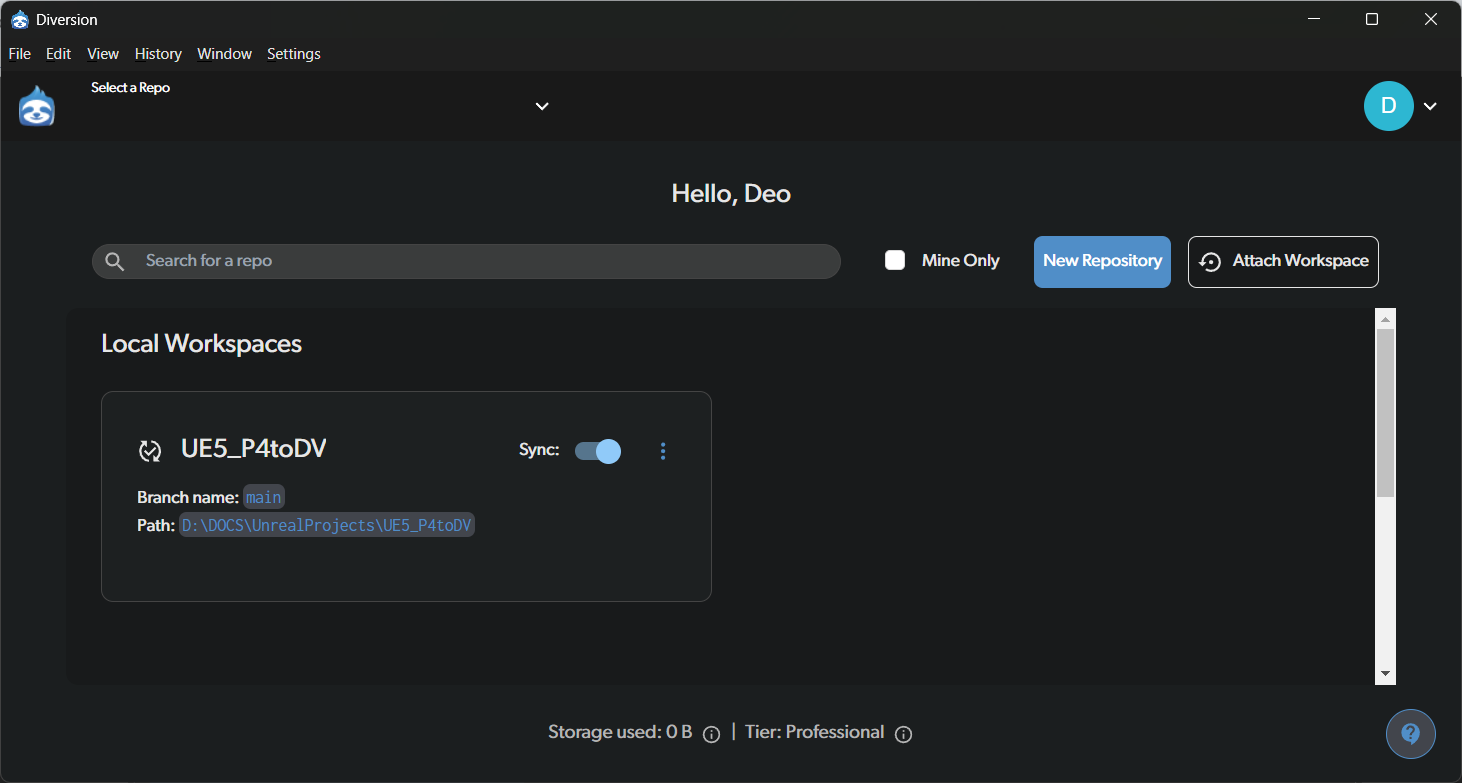 Diversion
File Edit View History Window Settings
Select a Repo
D
Hello, Deo
Search for a repo
Mine Only
New Repository
Attach Workspace
Local Workspaces
UE5_P4toDV
Sync:
Branch name: main
Path: D:\DOCS\UnrealProjects\UE5_P4toDV
Storage used: 0 B | Tier: Professional